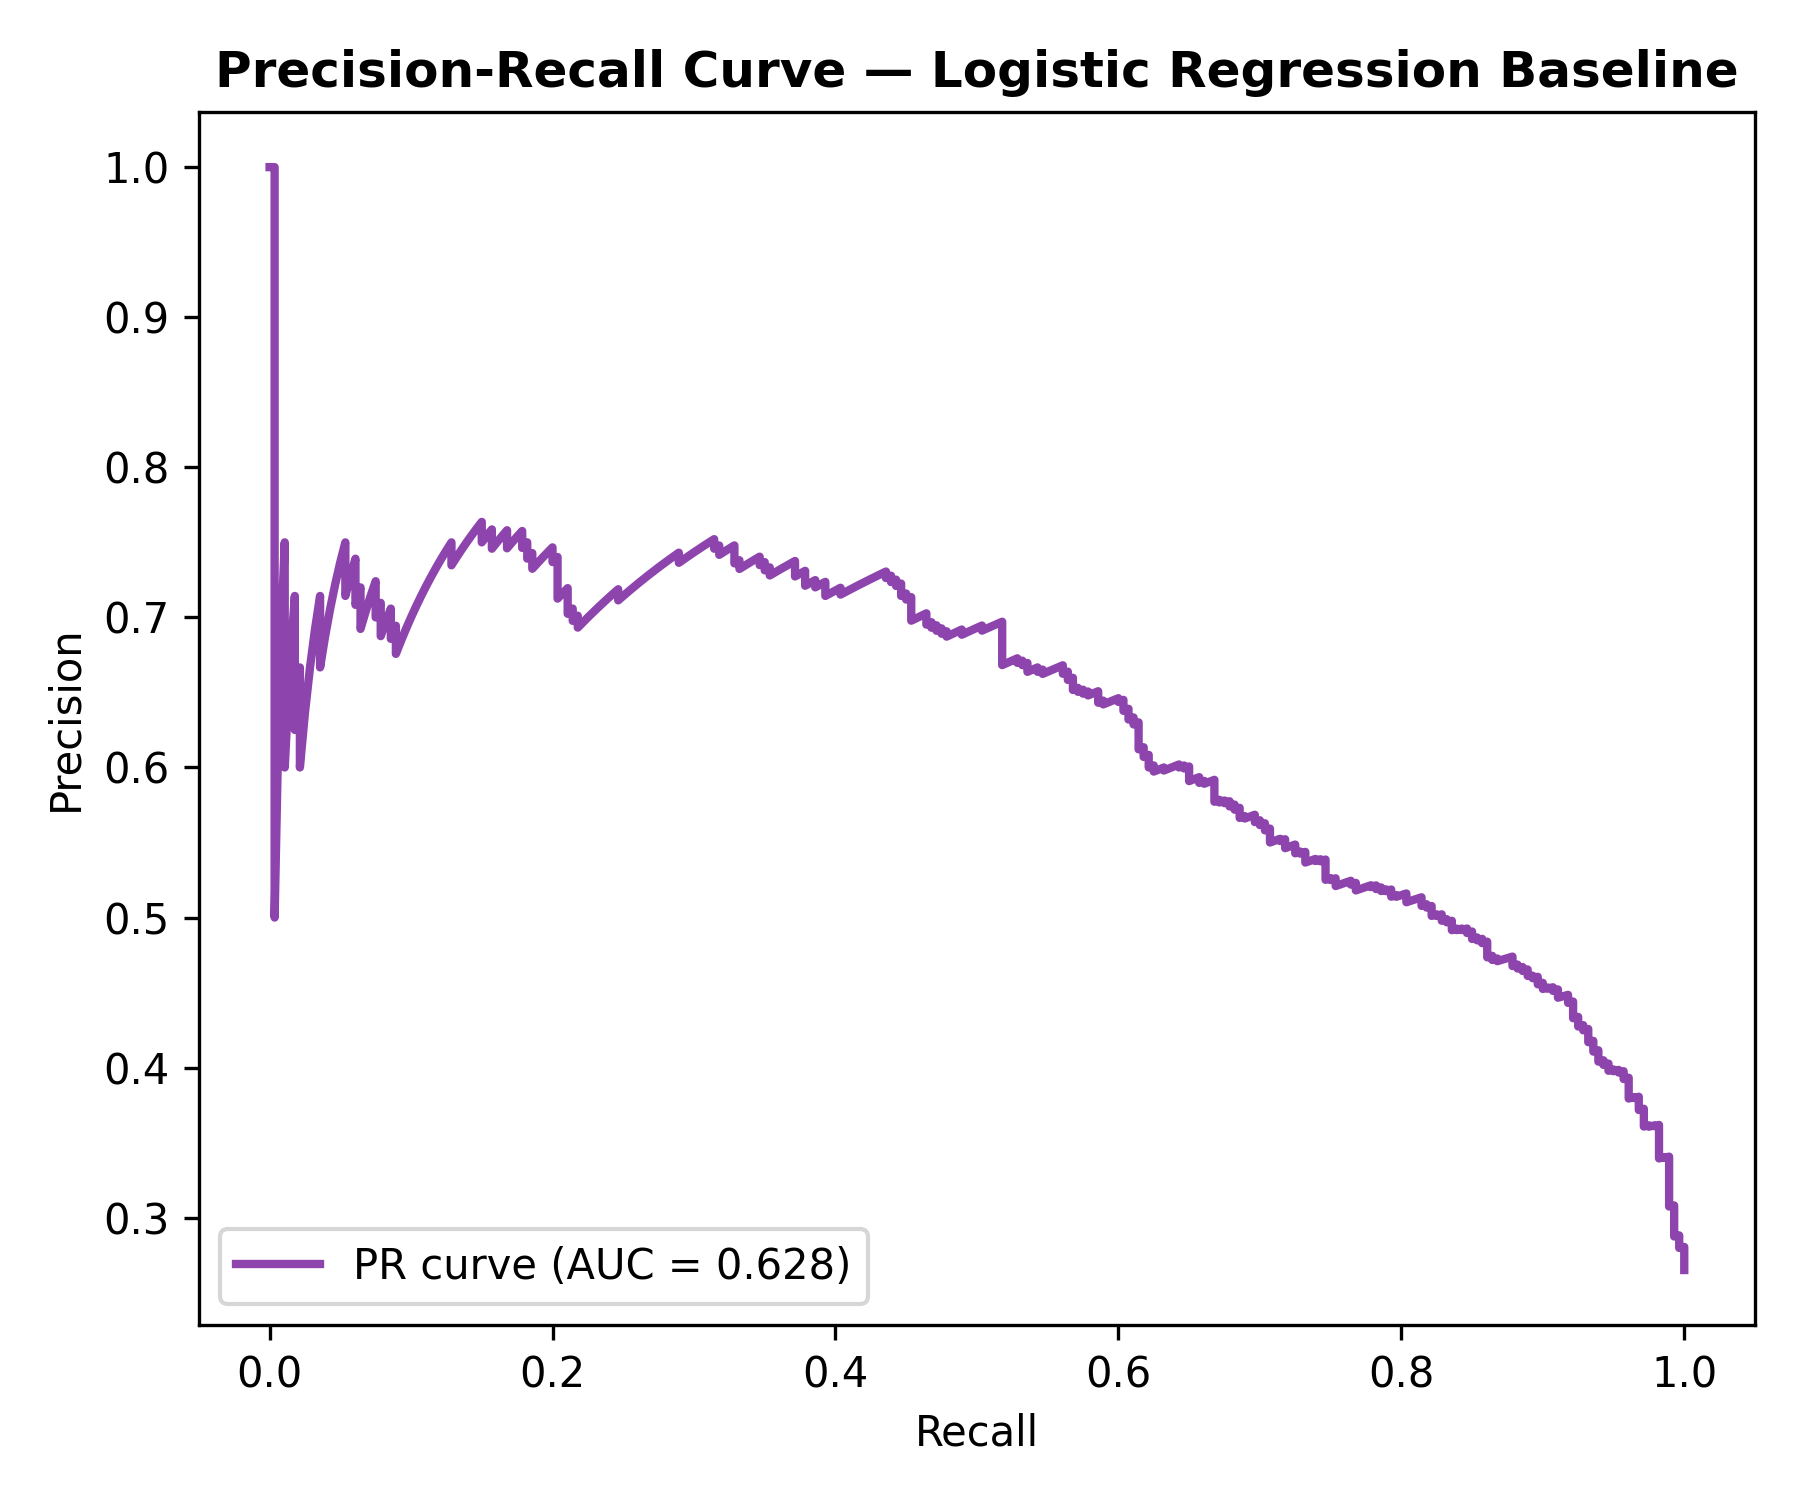 Precision-Recall Curve — Logistic Regression Baseline
1.0
0.9
0.8
0.7
0.6
0.5
0.4
0.3
Precision
PR curve (AUC = 0.628)
0.0 0.2 0.4 0.6 0.8 1.0
Recall